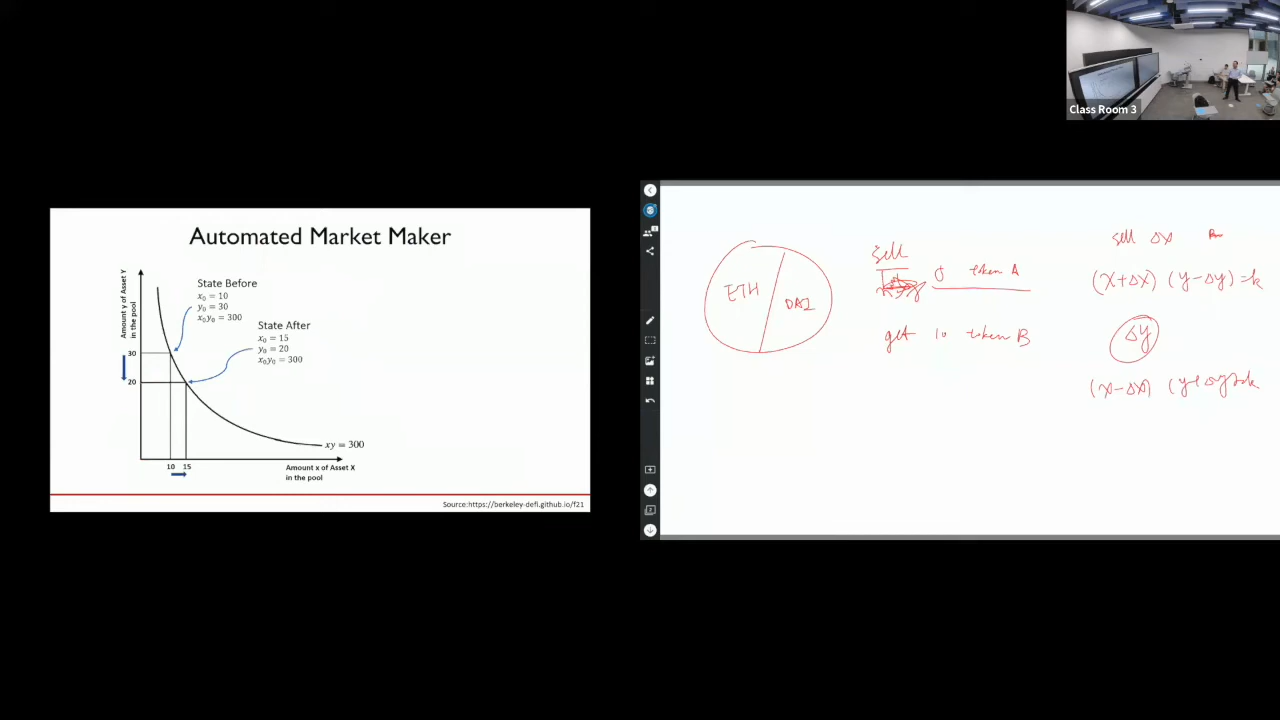 Class Room 3
Automated Market Maker
Amount y of Asset Y
in the pool
State Before
x₀ = 10
y₀ = 30
x₀y₀ = 300
State After
x₀ = 15
y₀ = 20
x₀y₀ = 300
30
20
xy = 300
10 15
Amount x of Asset X
in the pool
Source:https://berkeley-defi.github.io/f21
ETH
DAI
sell
5 token A
get 10 token B
sell Δx
(x+Δx) (y-Δy)=k
Δy
(x-Δx) (y+Δy)=k